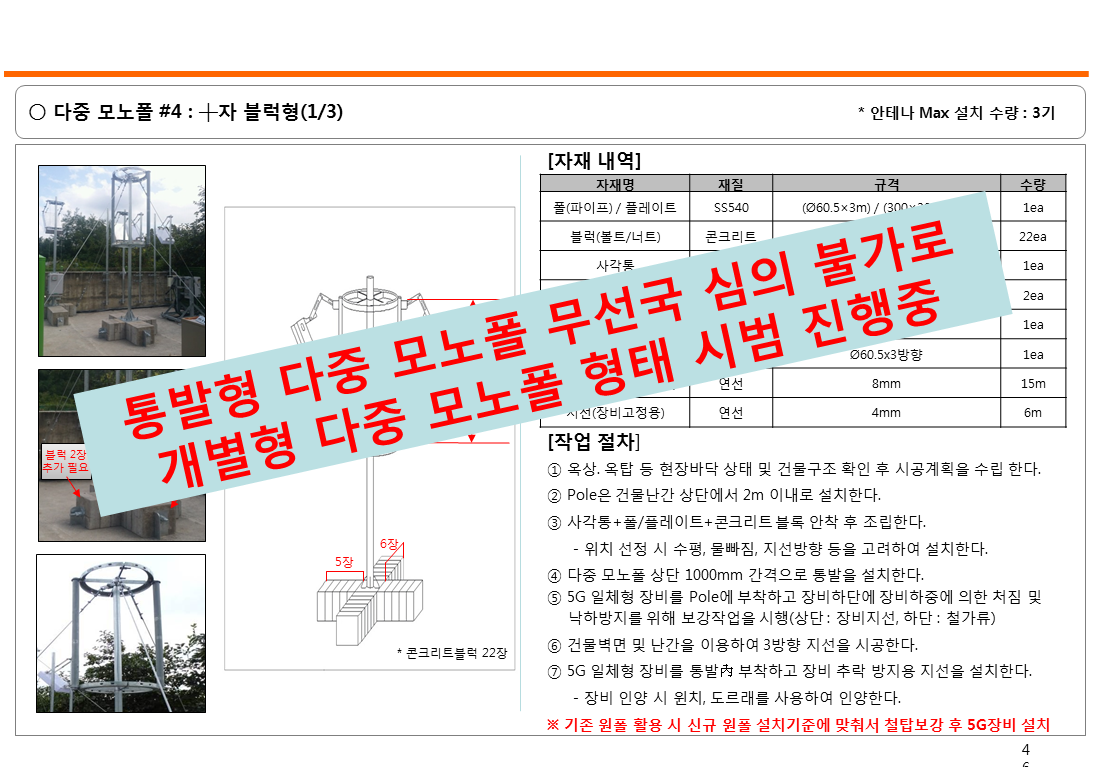 ○ 다중 모노폴 #4 : ┼자 블럭형(1/3)
* 안테나 Max 설치 수량 : 3기
[자재 내역]
자재명 재질 규격 수량
폴(파이프) / 플레이트 SS540 (Ø60.5×3m) / (300× 1ea
블럭(볼트/너트) 콘크리트 22ea
사각통 1ea
2ea
1ea
Ø60.5x3방향 1ea
연선 8mm 15m
지선(장비고정용) 연선 4mm 6m
통발형 다중 모노폴 무선국 심의 불가로
개별형 다중 모노폴 형태 시범 진행중
블럭 2장
추가 필요
6장
5장
* 콘크리트블럭 22장
[작업 절차]
① 옥상. 옥탑 등 현장바닥 상태 및 건물구조 확인 후 시공계획을 수립 한다.
② Pole은 건물난간 상단에서 2m 이내로 설치한다.
③ 사각통+폴/플레이트+콘크리트 블록 안착 후 조립한다.
- 위치 선정 시 수평, 물빠짐, 지선방향 등을 고려하여 설치한다.
④ 다중 모노폴 상단 1000mm 간격으로 통발을 설치한다.
⑤ 5G 일체형 장비를 Pole에 부착하고 장비하단에 장비하중에 의한 처짐 및
낙하방지를 위해 보강작업을 시행(상단 : 장비지선, 하단 : 철가류)
⑥ 건물벽면 및 난간을 이용하여 3방향 지선을 시공한다.
⑦ 5G 일체형 장비를 통발內 부착하고 장비 추락 방지용 지선을 설치한다.
- 장비 인양 시 윈치, 도르래를 사용하여 인양한다.
※ 기존 원폴 활용 시 신규 원폴 설치기준에 맞춰서 철탑보강 후 5G장비 설치
4